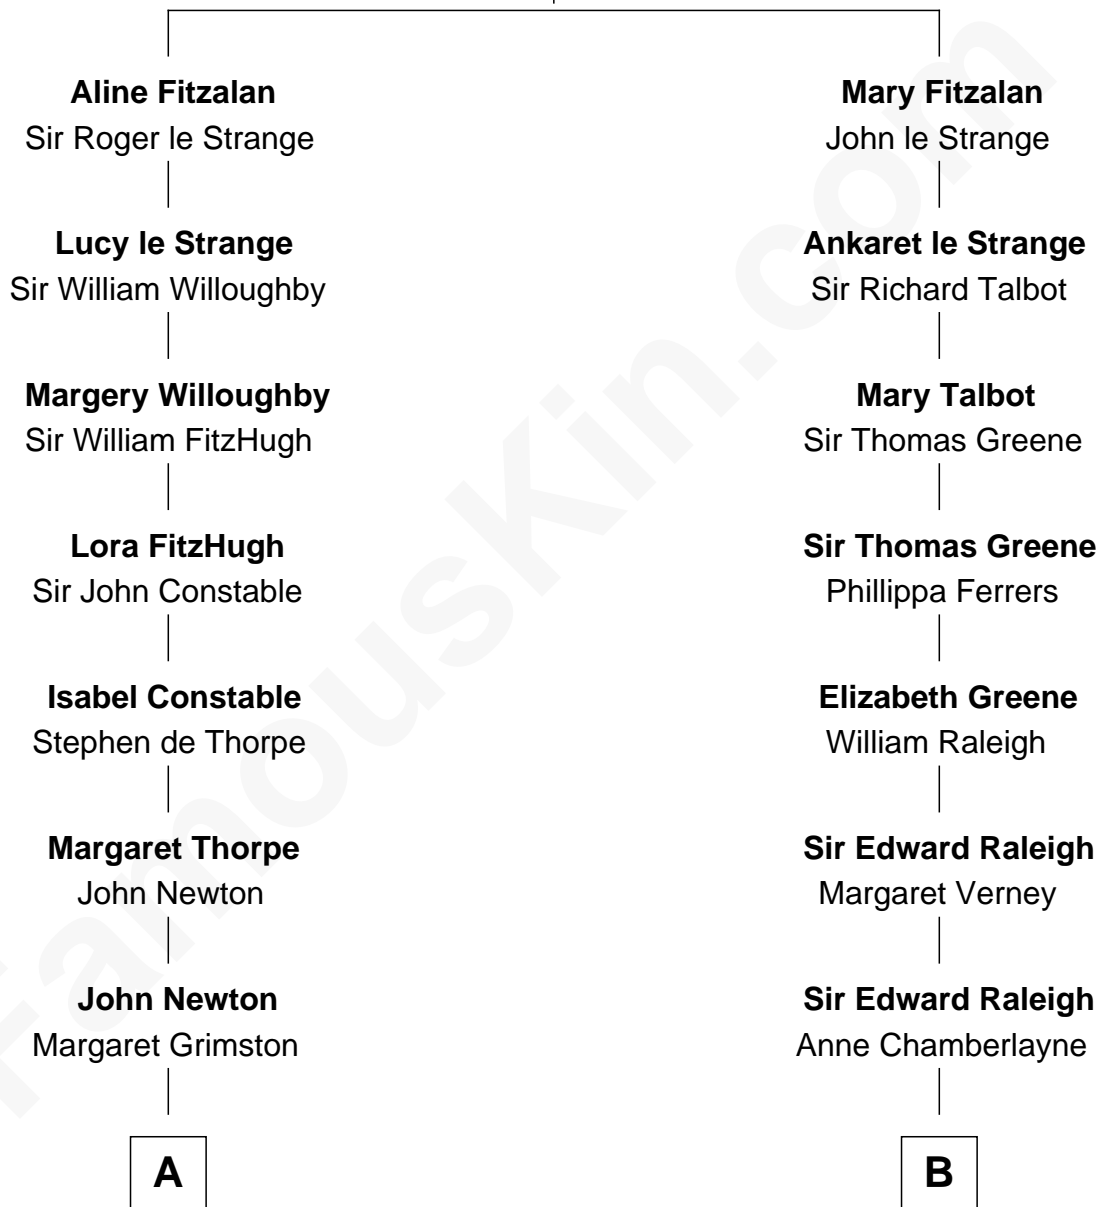 Aline Fitzalan
Sir Roger le Strange
Mary Fitzalan
John le Strange
Lucy le Strange
Sir William Willoughby
Ankaret le Strange
Sir Richard Talbot
Margery Willoughby
Sir William FitzHugh
Mary Talbot
Sir Thomas Greene
Lora FitzHugh
Sir John Constable
Sir Thomas Greene
Phillippa Ferrers
Isabel Constable
Stephen de Thorpe
Elizabeth Greene
William Raleigh
Margaret Thorpe
John Newton
Sir Edward Raleigh
Margaret Verney
John Newton
Margaret Grimston
Sir Edward Raleigh
Anne Chamberlayne
A
B
FamousKin.com